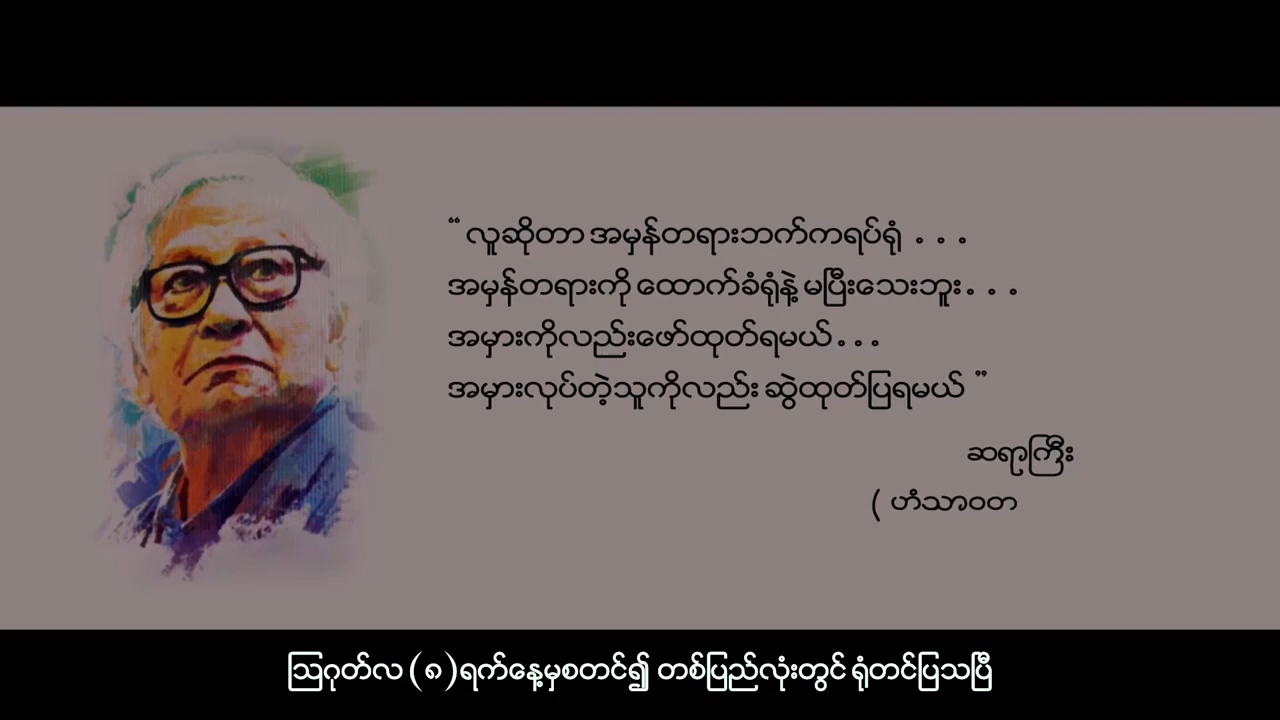 “ လူဆိုတာ အမှန်တရားဘက်ကရပ်ရုံ . . .
အမှန်တရားကို ထောက်ခံရုံနဲ့ မပြီးသေးဘူး. . .
အမှားကိုလည်းဖော်ထုတ်ရမယ်. . .
အမှားလုပ်တဲ့သူကိုလည်း ဆွဲထုတ်ပြရမယ် ”
ဆရာကြီး
( ဟံသာဝတ
ဩဂုတ်လ (၈)ရက်နေ့မှစတင်၍ တစ်ပြည်လုံးတွင် ရုံတင်ပြသပြီ